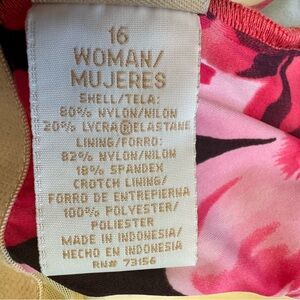 16
WOMAN/
MUJERES
SHELL/TELA:
80% NYLON/NILON
20% LYCRA®ELASTANE
LINING/FORRO:
82% NYLON/NILON
18% SPANDEX
CROTCH LINING/
FORRO DE ENTREPIERNA
100% POLYESTER/
POLIESTER
MADE IN INDONESIA/
HECHO EN INDONESIA
RN# 73156